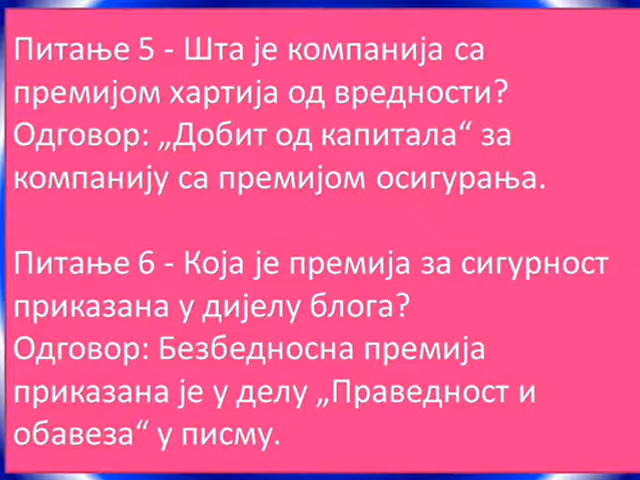 Питање 5 - Шта је компанија са
премијом хартија од вредности?
Одговор: „Добит од капитала“ за
компанију са премијом осигурања.
Питање 6 - Која је премија за сигурност
приказана у дијелу блога?
Одговор: Безбедносна премија
приказана је у делу „Праведност и
обавеза“ у писму.